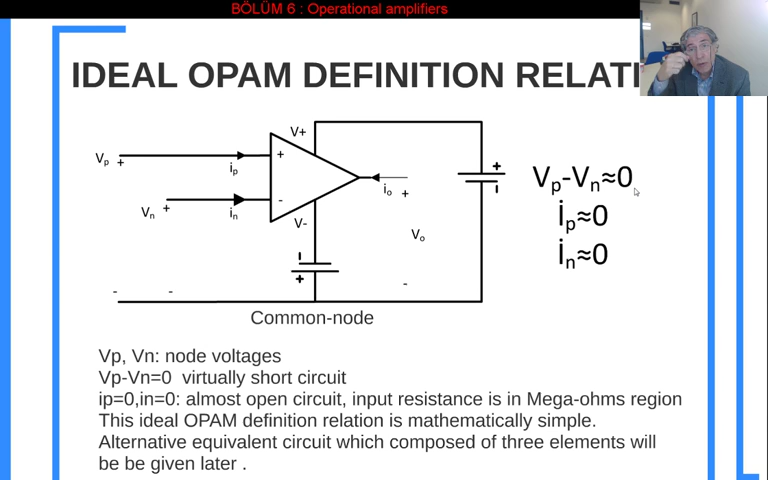 BÖLÜM 6 : Operational amplifiers
IDEAL OPAM DEFINITION RELATI
V+
Vp +
+
ip
Vn +
in
-
V-
io +
Vo
-
+
-
Vp-Vn≈0
İp≈0
İn≈0
+
- -
Common-node
Vp, Vn: node voltages
Vp-Vn=0 virtually short circuit
ip=0,in=0: almost open circuit, input resistance is in Mega-ohms region
This ideal OPAM definition relation is mathematically simple.
Alternative equivalent circuit which composed of three elements will
be be given later .